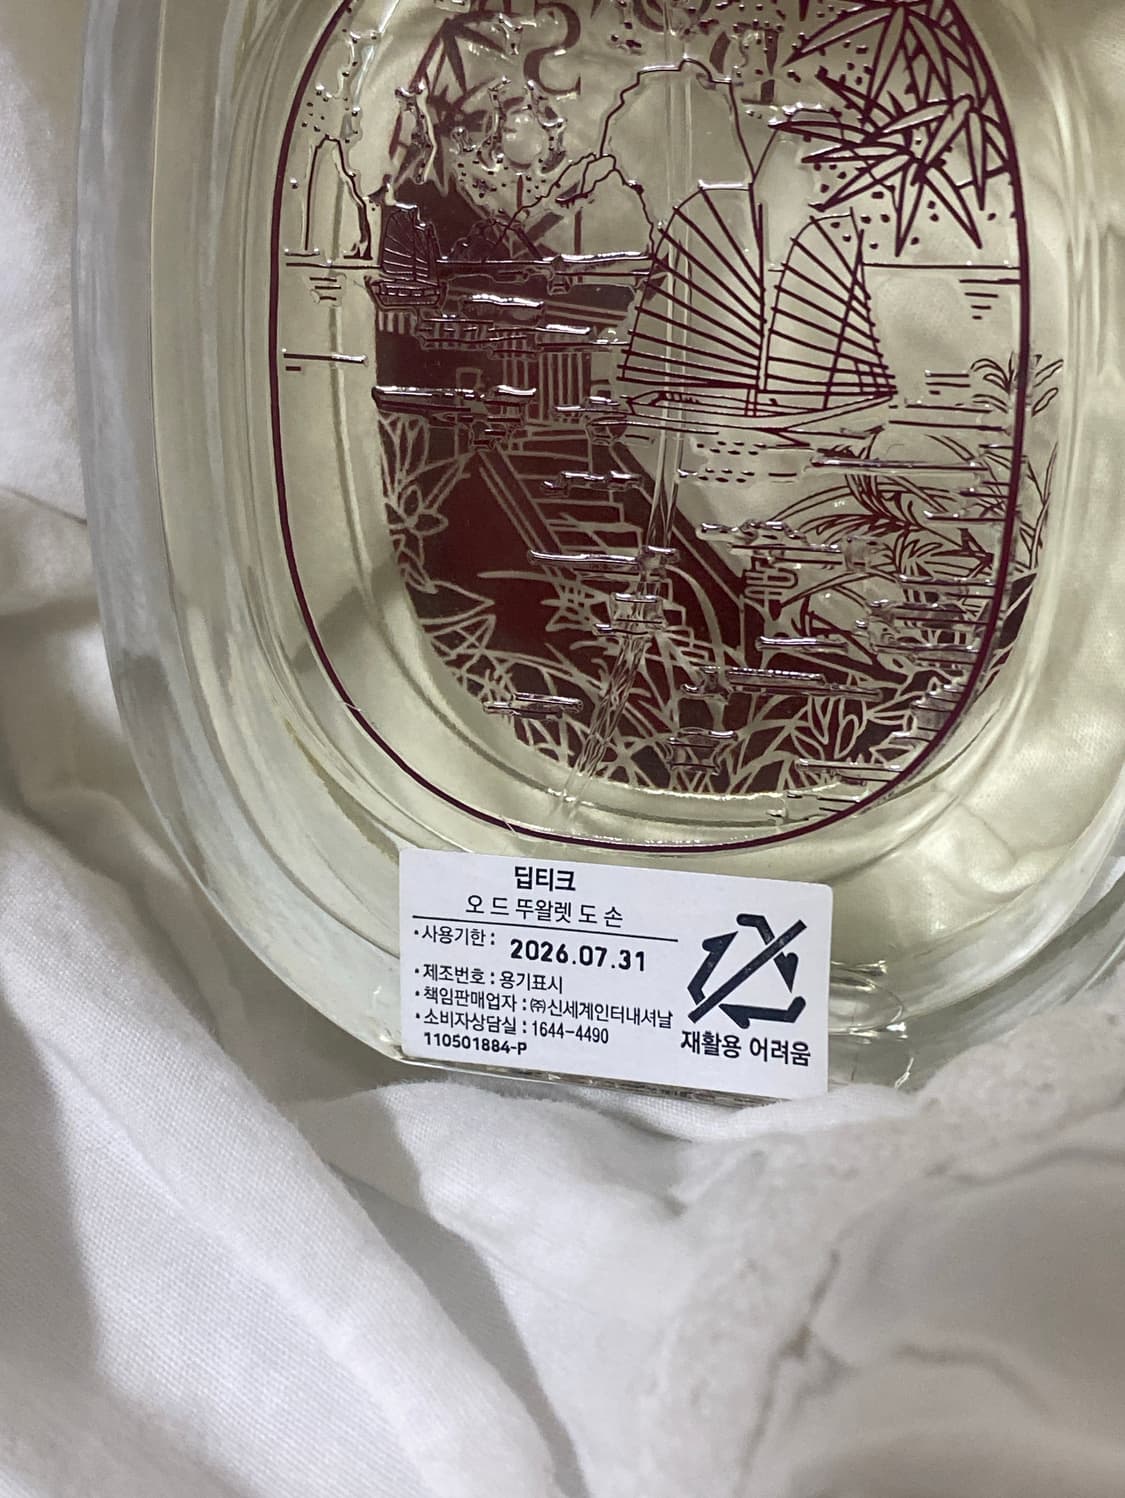 딥티크
오 드 뚜왈렛 도 손
·사용기한 : 2026.07.31
·제조번호 : 용기표시
·책임판매업자 : ㈜신세계인터내셔날
·소비자상담실 : 1644-4490
110501884-P
재활용 어려움